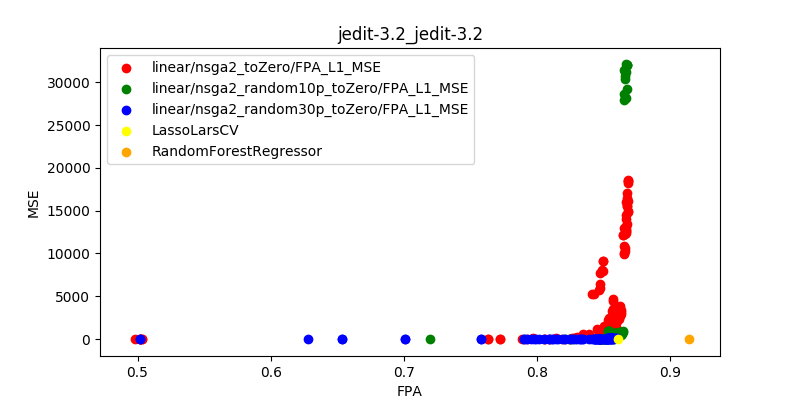 jedit-3.2_jedit-3.2
linear/nsga2_toZero/FPA_L1_MSE
linear/nsga2_random10p_toZero/FPA_L1_MSE
linear/nsga2_random30p_toZero/FPA_L1_MSE
LassoLarsCV
RandomForestRegressor
MSE
30000
25000
20000
15000
10000
5000
0
0.5 0.6 0.7 0.8 0.9
FPA